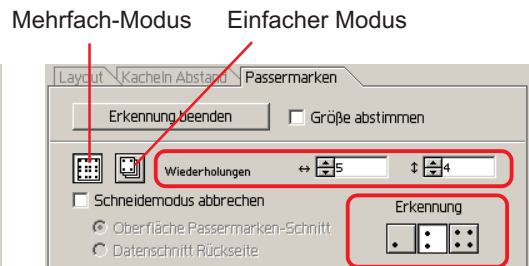 Mehrfach-Modus Einfacher Modus
Layout Kacheln Abstand Passermarken
Erkennung beenden Größe abstimmen
Wiederholungen ↔ 5 ↕ 4
Schneidemodus abbrechen Erkennung
Oberfläche Passermarken-Schnitt
Datenschnitt Rückseite